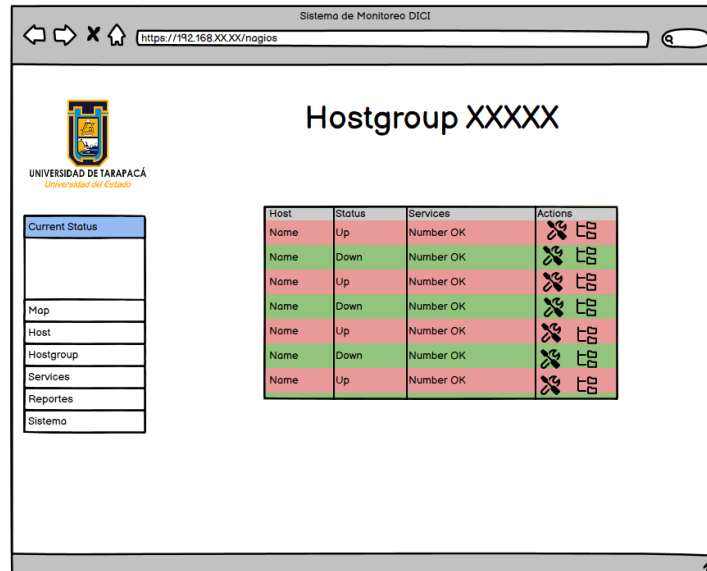 Sistema de Monitoreo DICI
https://192.168.XX.XX/nagios
Hostgroup XXXXX
UNIVERSIDAD DE TARAPACÁ
Universidad del Estado
Current Status
Map
Host
Hostgroup
Services
Reportes
Sistema
Host Status Services Actions
Name Up Number OK
Name Down Number OK
Name Up Number OK
Name Down Number OK
Name Up Number OK
Name Down Number OK
Name Up Number OK